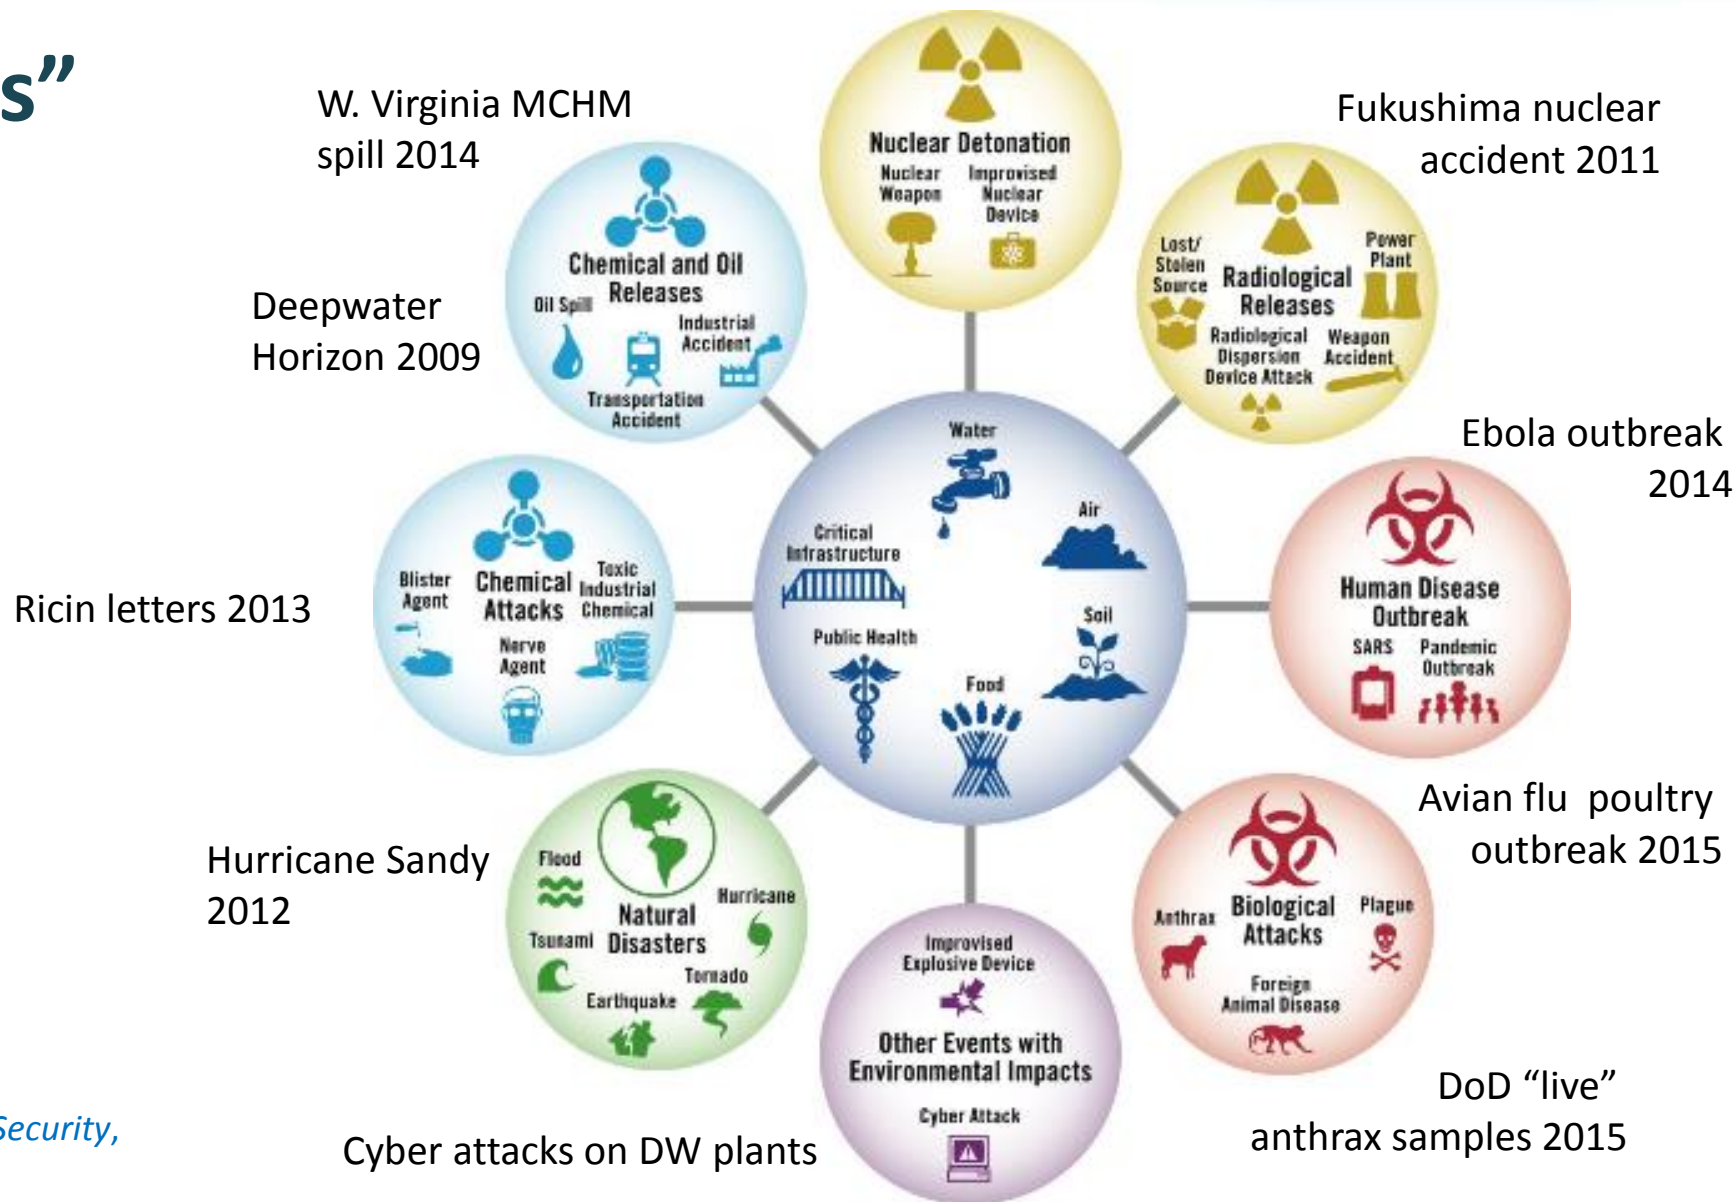 s”
W. Virginia MCHM
spill 2014
Deepwater
Horizon 2009
Ricin letters 2013
Hurricane Sandy
2012
Security,
Cyber attacks on DW plants
Fukushima nuclear
accident 2011
Ebola outbreak
2014
Avian flu poultry
outbreak 2015
DoD “live”
anthrax samples 2015
Nuclear Detonation
Nuclear
Weapon
Improvised
Nuclear
Device
Chemical and Oil
Releases
Oil Spill
Industrial
Accident
Transportation
Accident
Lost/
Stolen
Source
Radiological
Releases
Power
Plant
Radiological
Dispersion
Device Attack
Weapon
Accident
Water
Air
Critical
Infrastructure
Soil
Public Health
Food
Blister
Agent
Chemical
Attacks
Toxic
Industrial
Chemical
Nerve
Agent
Human Disease
Outbreak
SARS
Pandemic
Outbreak
Flood
Hurricane
Natural
Disasters
Tsunami
Tornado
Earthquake
Improvised
Explosive Device
Other Events with
Environmental Impacts
Cyber Attack
Anthrax
Biological
Attacks
Plague
Foreign
Animal Disease